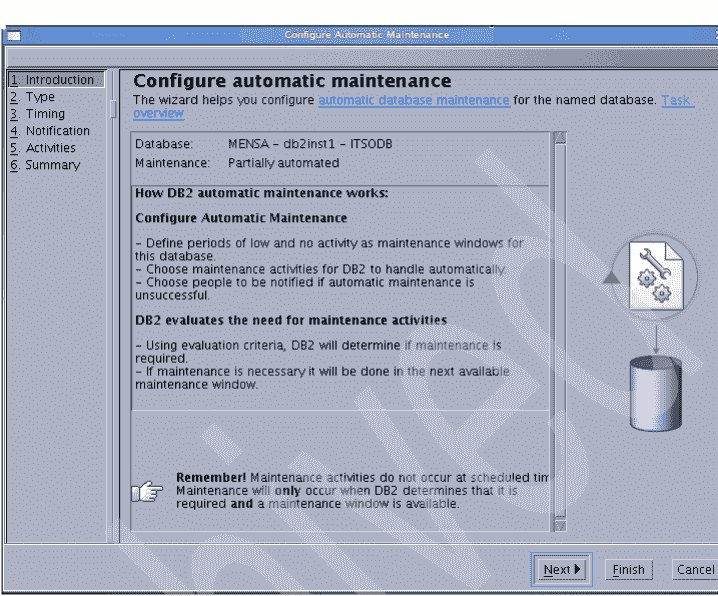 Configure Automatic Maintenance
1. Introduction
2. Type
3. Timing
4. Notification
5. Activities
6. Summary
Configure automatic maintenance
The wizard helps you configure automatic database maintenance for the named database. Task
overview
Database: MENSA - db2inst1 - ITSODB
Maintenance: Partially automated
How DB2 automatic maintenance works:
Configure Automatic Maintenance
- Define periods of low and no activity as maintenance windows for
this database.
- Choose maintenance activities for DB2 to handle automatically.
- Choose people to be notified if automatic maintenance is
unsuccessful.
DB2 evaluates the need for maintenance activities
- Using evaluation criteria, DB2 will determine if maintenance is
required.
- If maintenance is necessary it will be done in the next available
maintenance window.
Remember! Maintenance activities do not occur at scheduled tim
Maintenance will only occur when DB2 determines that it is
required and a maintenance window is available.
Next
Finish
Cancel
hived